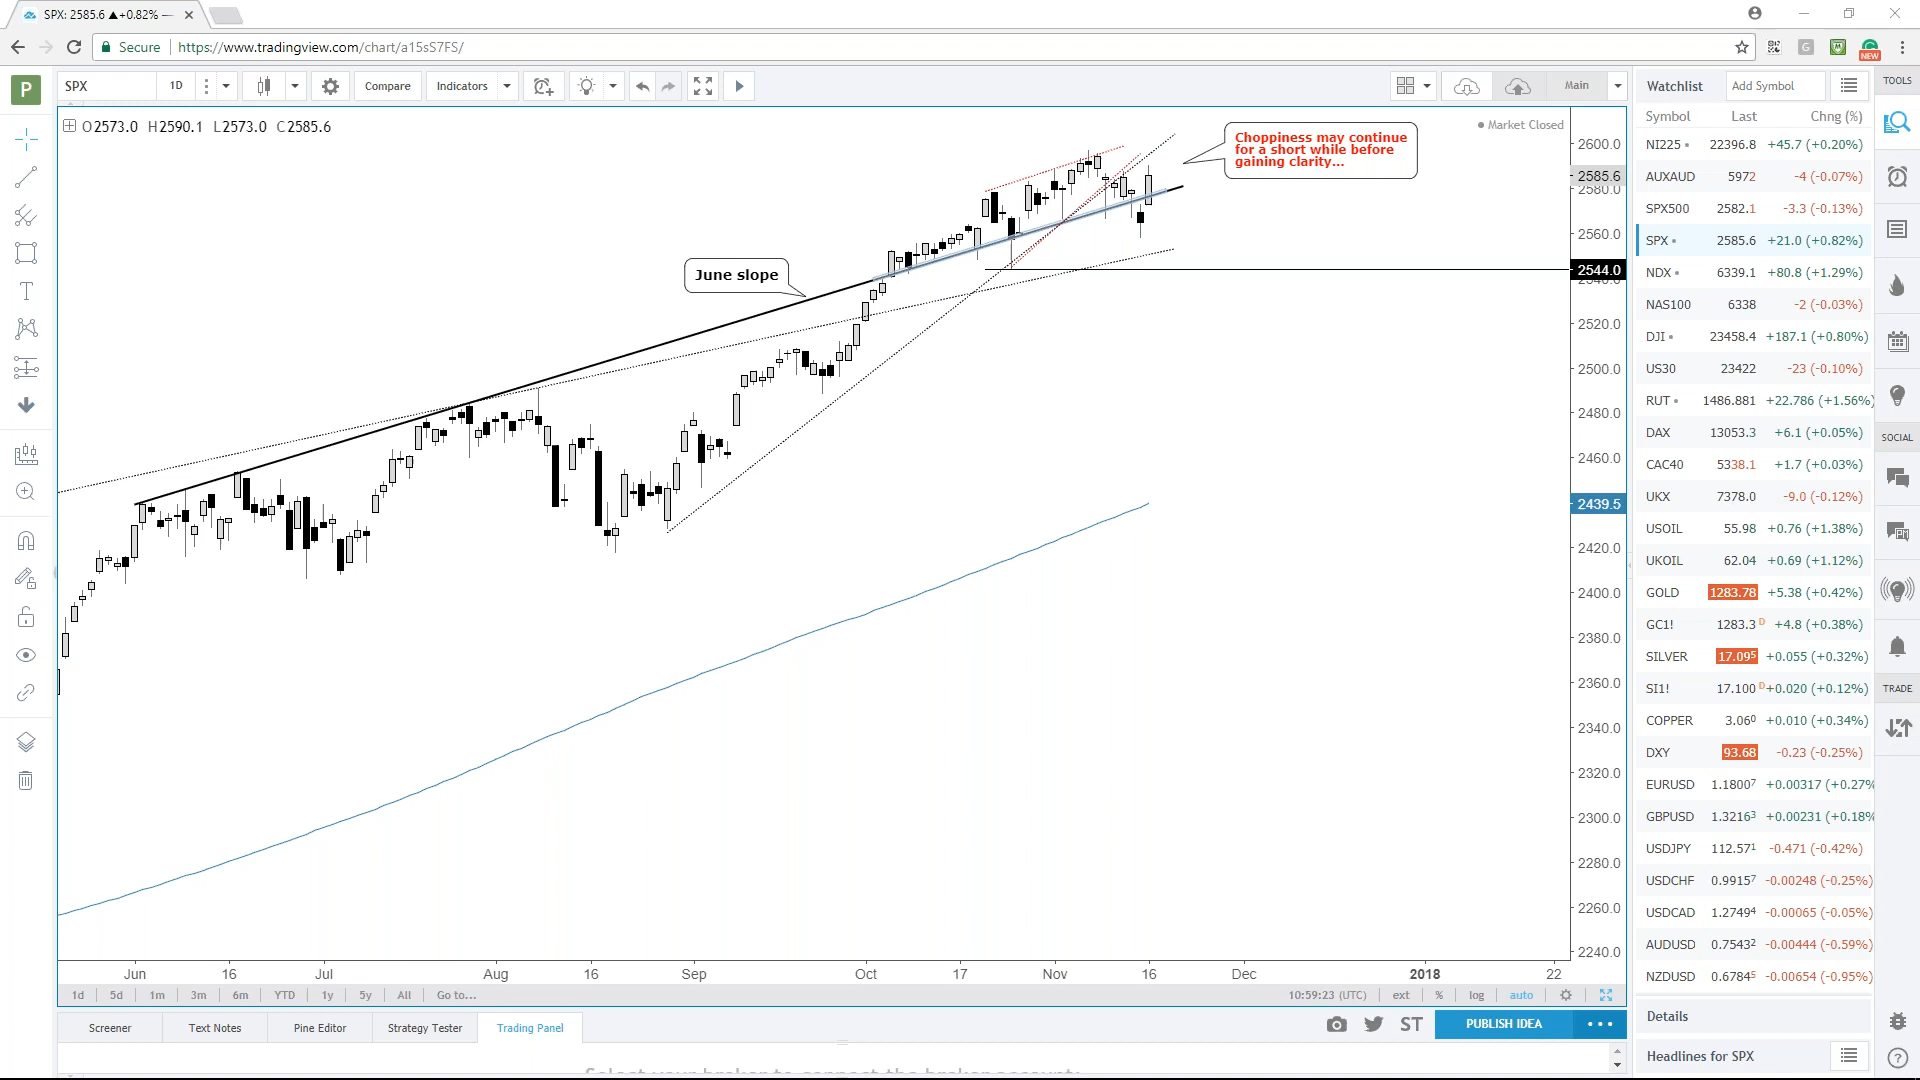 SPX: 2585.6 ▲+0.82% —
Secure
https://www.tradingview.com/chart/a15sS7FS/
NEW
P
SPX
1D
Compare
Indicators
Main
O2573.0 H2590.1 L2573.0 C2585.6
Market Closed
Choppiness may continue
for a short while before
gaining clarity...
June slope
2600.0
2585.6
2580.0
2560.0
2544.0
2540.0
2520.0
2500.0
2480.0
2460.0
2439.5
2420.0
2400.0
2380.0
2360.0
2340.0
2320.0
2300.0
2280.0
2260.0
2240.0
Jun 16 Jul Aug 16 Sep Oct 17 Nov 16 Dec 2018 22
1d 5d 1m 3m 6m YTD 1y 5y All Go to...
10:59:23 (UTC) ext % log auto
Screener Text Notes Pine Editor Strategy Tester Trading Panel
ST
PUBLISH IDEA
Select your broker to connect the broker account:
Watchlist
Add Symbol
Symbol Last Chng (%)
NI225 22396.8 +45.7 (+0.20%)
AUXAUD 5972 -4 (-0.07%)
SPX500 2582.1 -3.3 (-0.13%)
SPX 2585.6 +21.0 (+0.82%)
NDX 6339.1 +80.8 (+1.29%)
NAS100 6338 -2 (-0.03%)
DJI 23458.4 +187.1 (+0.80%)
US30 23422 -23 (-0.10%)
RUT 1486.881 +22.786 (+1.56%)
DAX 13053.3 +6.1 (+0.05%)
CAC40 5338.1 +1.7 (+0.03%)
UKX 7378.0 -9.0 (-0.12%)
USOIL 55.98 +0.76 (+1.38%)
UKOIL 62.04 +0.69 (+1.12%)
GOLD 1283.78 +5.38 (+0.42%)
GC1! 1283.3 D +4.8 (+0.38%)
SILVER 17.09⁵ +0.055 (+0.32%)
SI1! 17.100 D +0.020 (+0.12%)
COPPER 3.06⁰ +0.010 (+0.34%)
DXY 93.68 -0.23 (-0.25%)
EURUSD 1.1800⁷ +0.00317 (+0.27%
GBPUSD 1.3216³ +0.00231 (+0.18%
USDJPY 112.57¹ -0.471 (-0.42%)
USDCHF 0.9915⁷ -0.00248 (-0.25%)
USDCAD 1.2749⁴ -0.00065 (-0.05%)
AUDUSD 0.7543² -0.00444 (-0.59%)
NZDUSD 0.6784⁵ -0.00654 (-0.95%)
Details
Headlines for SPX
TOOLS
SOCIAL
PM
TRADE